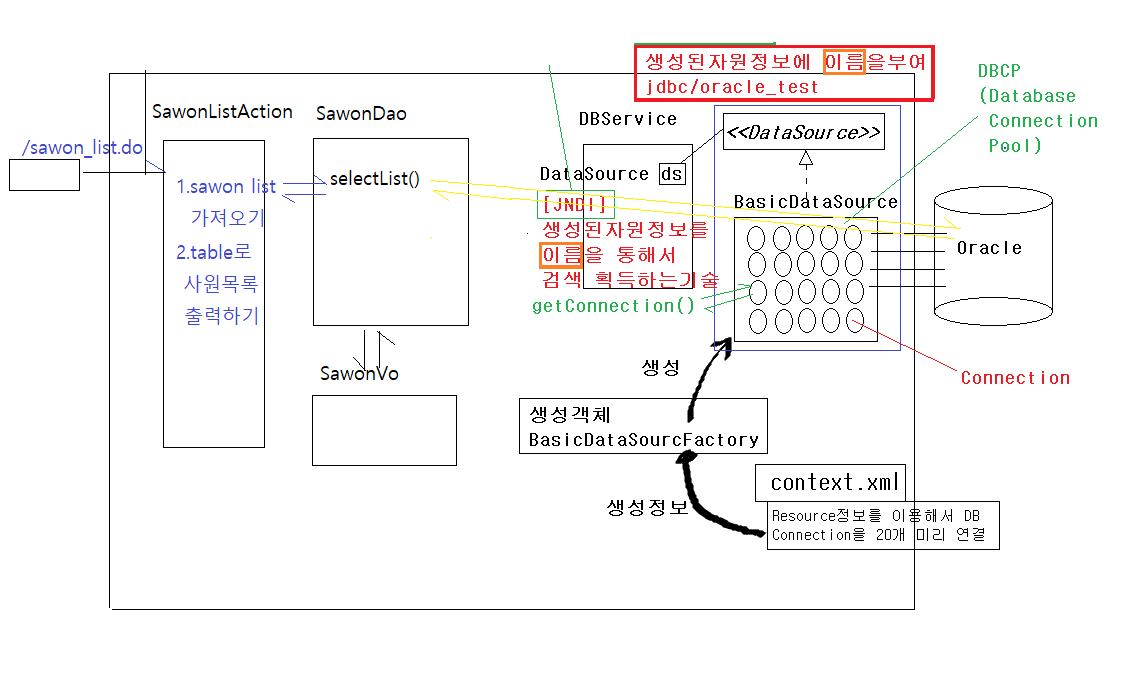 생성된자원정보에 이름을부여
jdbc/oracle_test
DBCP
(Database
Connection
Pool)
SawonListAction
SawonDao
DBService
<<DataSource>>
/sawon_list.do
1.sawon list
가져오기
2.table로
사원목록
출력하기
selectList()
DataSource ds
[JNDI]
생성된자원정보를
이름을 통해서
검색 획득하는기술
getConnection()
BasicDataSource
Oracle
Connection
SawonVo
생성
생성객체
BasicDataSourcFactory
생성정보
context.xml
Resource정보를 이용해서 DB
Connection을 20개 미리 연결